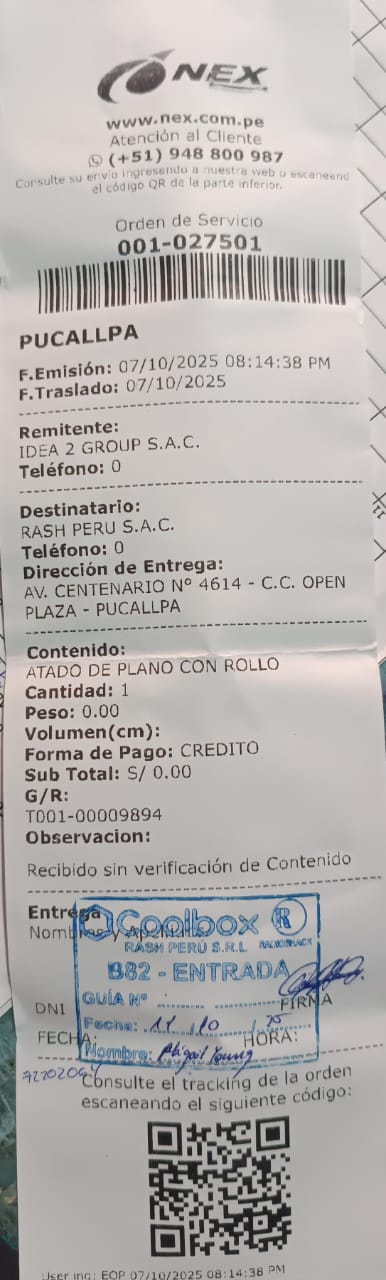 NEX
www.nex.com.pe
Atención al Cliente
(+51) 948 800 987
Consulte su envío ingresando a nuestra web o escaneand
el código QR de la parte inferior.
Orden de Servicio
001-027501
PUCALLPA
F.Emisión: 07/10/2025 08:14:38 PM
F.Traslado: 07/10/2025
Remitente:
IDEA 2 GROUP S.A.C.
Teléfono: 0
Destinatario:
RASH PERU S.A.C.
Teléfono: 0
Dirección de Entrega:
AV. CENTENARIO Nº 4614 - C.C. OPEN
PLAZA - PUCALLPA
Contenido:
ATADO DE PLANO CON ROLLO
Cantidad: 1
Peso: 0.00
Volumen(cm):
Forma de Pago: CREDITO
Sub Total: S/ 0.00
G/R:
T001-00009894
Observacion:
Recibido sin verificación de Contenido
Entrega
Nombres y
Coolbox R
RASH PERÚ S.R.L RADIOSHACK
B82 - ENTRADA
GUÍA Nº
FIRMA
DNI
Fecha: 11 / 10 / 25
FECHA: HORA:
Nombre: Abigail
Consulte el tracking de la orden
escaneando el siguiente código:
User ing: EOP 07/10/2025 08:14:38 PM